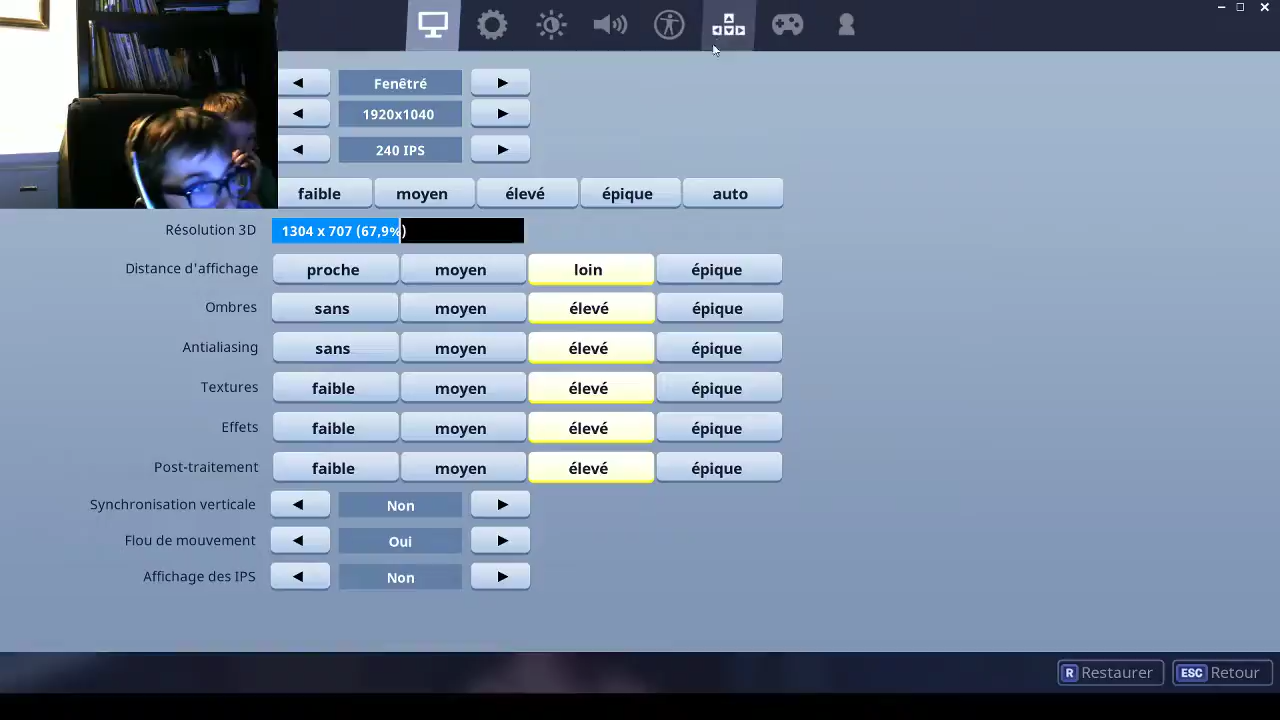 ◀ Fenêtré ▶
◀ 1920x1040 ▶
◀ 240 IPS ▶
faible moyen élevé épique auto
Résolution 3D 1304 x 707 (67,9%)
Distance d'affichage proche moyen loin épique
Ombres sans moyen élevé épique
Antialiasing sans moyen élevé épique
Textures faible moyen élevé épique
Effets faible moyen élevé épique
Post-traitement faible moyen élevé épique
Synchronisation verticale ◀ Non ▶
Flou de mouvement ◀ Oui ▶
Affichage des IPS ◀ Non ▶
R Restaurer ESC Retour